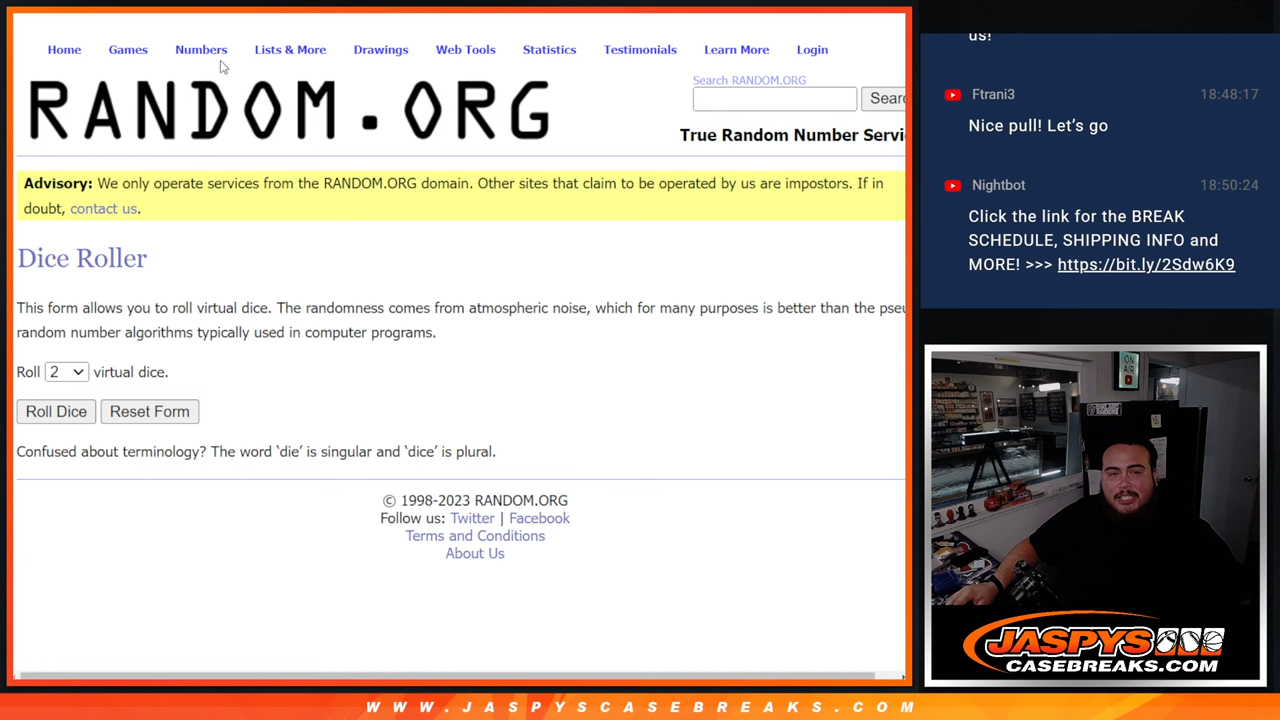 Home Games Numbers Lists & More Drawings Web Tools Statistics Testimonials Learn More Login
RANDOM.ORG
Search RANDOM.ORG
Searc
True Random Number Servi
Advisory: We only operate services from the RANDOM.ORG domain. Other sites that claim to be operated by us are impostors. If in
doubt, contact us.
Dice Roller
This form allows you to roll virtual dice. The randomness comes from atmospheric noise, which for many purposes is better than the pseu
random number algorithms typically used in computer programs.
Roll 2 virtual dice.
Roll Dice Reset Form
Confused about terminology? The word ‘die’ is singular and ‘dice’ is plural.
© 1998-2023 RANDOM.ORG
Follow us: Twitter | Facebook
Terms and Conditions
About Us
us!
Ftrani3 18:48:17
Nice pull! Let’s go
Nightbot 18:50:24
Click the link for the BREAK
SCHEDULE, SHIPPING INFO and
MORE! >>> https://bit.ly/2Sdw6K9
ON
AIR
JASPYS
CASEBREAKS.COM
WWW.JASPYSCASEBREAKS.COM